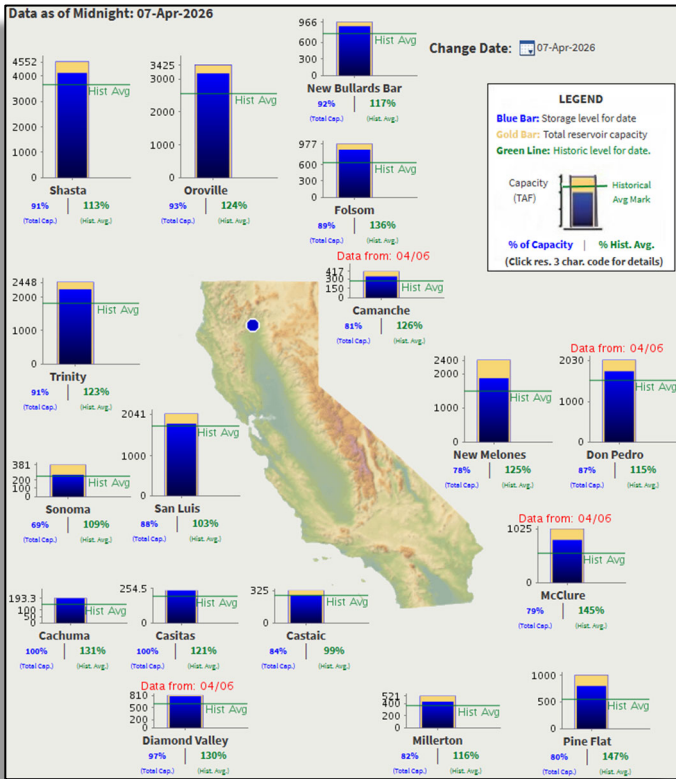 Data as of Midnight: 07-Apr-2026
Change Date: 07-Apr-2026
LEGEND
Blue Bar: Storage level for date
Gold Bar: Total reservoir capacity
Green Line: Historic level for date.
Capacity
(TAF)
Historical
Avg Mark
% of Capacity | % Hist. Avg.
(Click res. 3 char. code for details)
4552
4000
3000
2000
1000
0
Hist Avg
Shasta
91% | 113%
(Total Cap.) (Hist. Avg.)
3425
3000
2000
1000
0
Hist Avg
Oroville
93% | 124%
(Total Cap.) (Hist. Avg.)
966
600
300
0
Hist Avg
New Bullards Bar
92% | 117%
(Total Cap.) (Hist. Avg.)
977
600
300
0
Hist Avg
Folsom
89% | 136%
(Total Cap.) (Hist. Avg.)
Data from: 04/06
417
300
150
0
Hist Avg
Camanche
81% | 126%
(Total Cap.) (Hist. Avg.)
2448
2000
1000
0
Hist Avg
Trinity
91% | 123%
(Total Cap.) (Hist. Avg.)
2400
2000
1000
0
Hist Avg
New Melones
78% | 125%
(Total Cap.) (Hist. Avg.)
Data from: 04/06
2030
1000
0
Hist Avg
Don Pedro
87% | 115%
(Total Cap.) (Hist. Avg.)
381
200
100
0
Hist Avg
Sonoma
69% | 109%
(Total Cap.) (Hist. Avg.)
2041
1000
0
Hist Avg
San Luis
88% | 103%
(Total Cap.) (Hist. Avg.)
Data from: 04/06
1025
0
Hist Avg
McClure
79% | 145%
(Total Cap.) (Hist. Avg.)
193.3
100
50
0
Hist Avg
Cachuma
100% | 131%
(Total Cap.) (Hist. Avg.)
254.5
0
Hist Avg
Casitas
100% | 121%
(Total Cap.) (Hist. Avg.)
325
0
Hist Avg
Castaic
84% | 99%
(Total Cap.) (Hist. Avg.)
Data from: 04/06
810
500
200
0
Hist Avg
Diamond Valley
97% | 130%
(Total Cap.) (Hist. Avg.)
521
400
200
0
Hist Avg
Millerton
82% | 116%
(Total Cap.) (Hist. Avg.)
1000
500
0
Hist Avg
Pine Flat
80% | 147%
(Total Cap.) (Hist. Avg.)